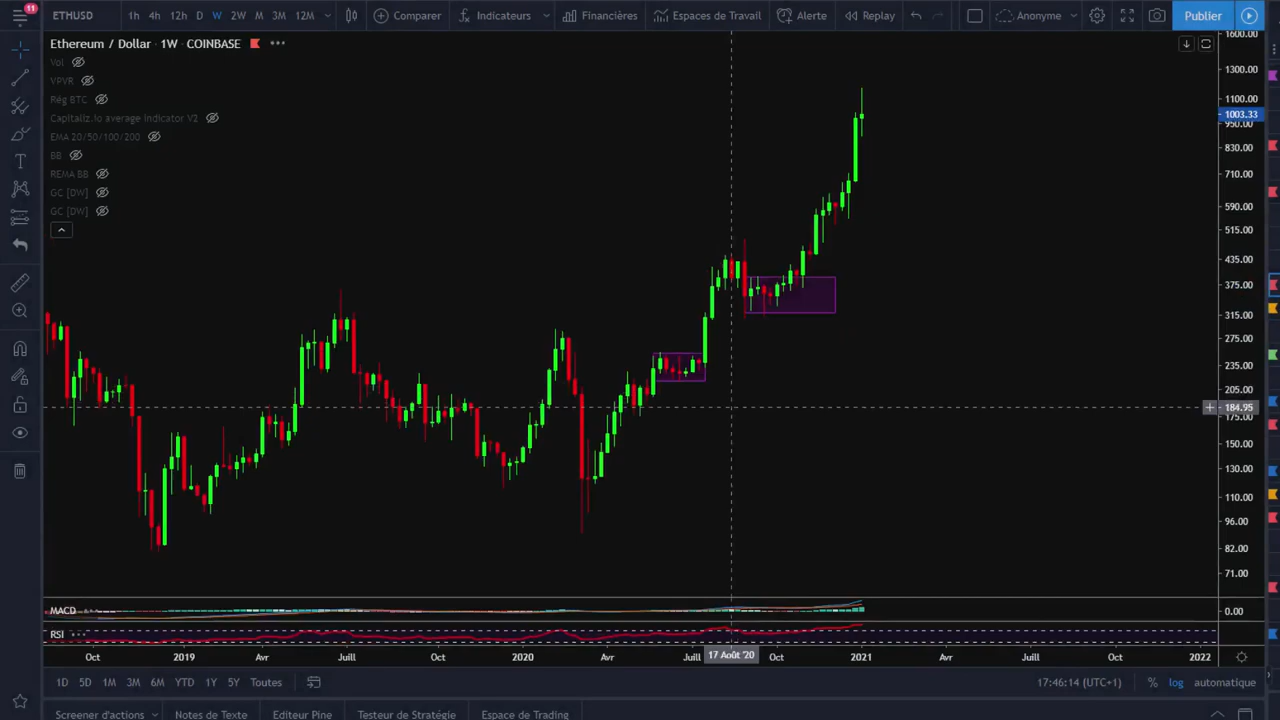 11
ETHUSD 1h 4h 12h D W 2W M 3M 12M Comparer Indicateurs Financières Espaces de Travail Alerte Replay Anonyme Publier
Ethereum / Dollar · 1W · COINBASE
Vol
VPVR
Rég BTC
Capitaliz.io average indicator V2
EMA 20/50/100/200
BB
REMA BB
GC [DW]
GC [DW]
1600.00
1300.00
1100.00
1003.33
950.00
830.00
710.00
590.00
515.00
435.00
375.00
315.00
275.00
235.00
205.00
184.95
175.00
150.00
130.00
110.00
96.00
82.00
71.00
MACD
0.00
RSI
Oct 2019 Avr Juill Oct 2020 Avr Juill 17 Août '20 Oct 2021 Avr Juill Oct 2022
1D 5D 1M 3M 6M YTD 1Y 5Y Toutes 17:46:14 (UTC+1) % log automatique
Screener d'actions Notes de Texte Editeur Pine Testeur de Stratégie Espace de Trading